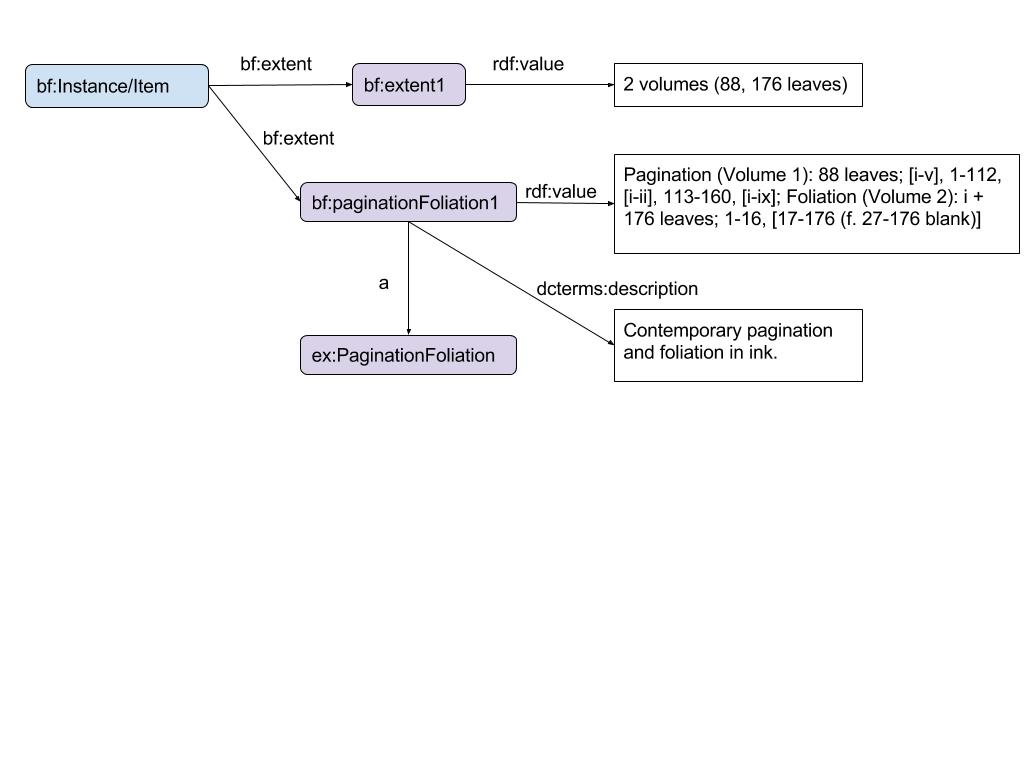 bf:extent
rdf:value
bf:Instance/Item
bf:extent1
2 volumes (88, 176 leaves)
bf:extent
Pagination (Volume 1): 88 leaves; [i-v], 1-112,
[i-ii], 113-160, [i-ix]; Foliation (Volume 2): i +
176 leaves; 1-16, [17-176 (f. 27-176 blank)]
bf:paginationFoliation1
rdf:value
a
dcterms:description
Contemporary pagination
and foliation in ink.
ex:PaginationFoliation